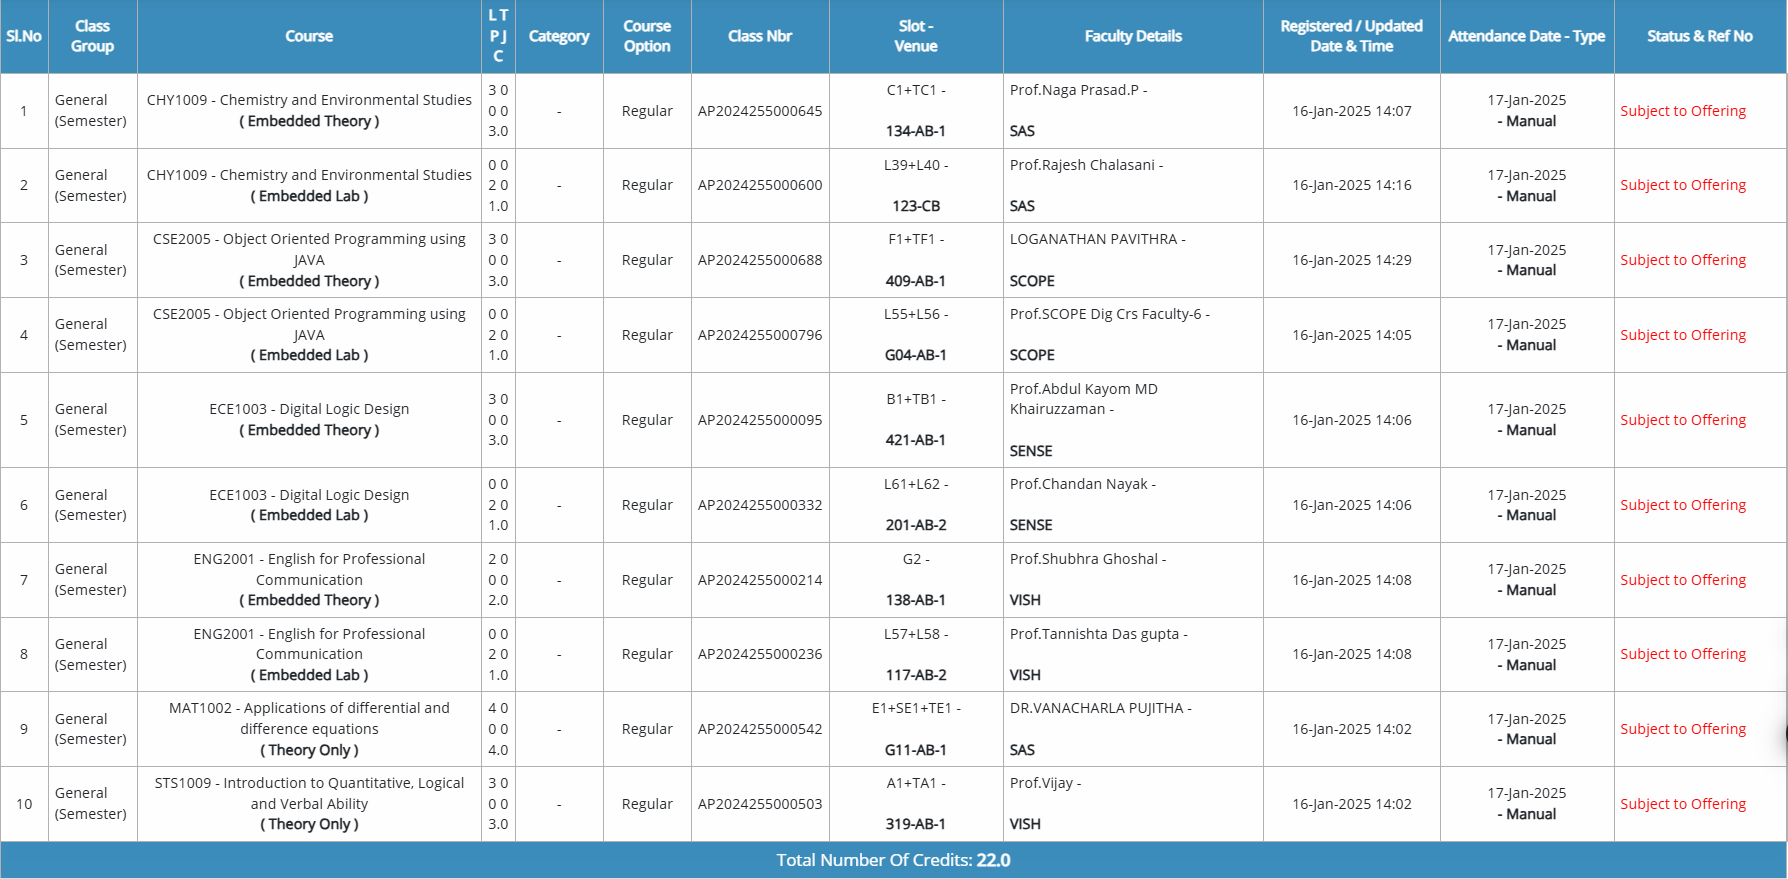 Sl.No
Class
Group
Course
L T
P J
C
Category
Course
Option
Class Nbr
Slot -
Venue
Faculty Details
Registered / Updated
Date & Time
Attendance Date - Type
Status & Ref No
1
General
(Semester)
CHY1009 - Chemistry and Environmental Studies
( Embedded Theory )
3 0
0 0
3.0
-
Regular
AP2024255000645
C1+TC1 -
134-AB-1
Prof.Naga Prasad.P -
SAS
16-Jan-2025 14:07
17-Jan-2025
- Manual
Subject to Offering
2
General
(Semester)
CHY1009 - Chemistry and Environmental Studies
( Embedded Lab )
0 0
2 0
1.0
-
Regular
AP2024255000600
L39+L40 -
123-CB
Prof.Rajesh Chalasani -
SAS
16-Jan-2025 14:16
17-Jan-2025
- Manual
Subject to Offering
3
General
(Semester)
CSE2005 - Object Oriented Programming using
JAVA
( Embedded Theory )
3 0
0 0
3.0
-
Regular
AP2024255000688
F1+TF1 -
409-AB-1
LOGANATHAN PAVITHRA -
SCOPE
16-Jan-2025 14:29
17-Jan-2025
- Manual
Subject to Offering
4
General
(Semester)
CSE2005 - Object Oriented Programming using
JAVA
( Embedded Lab )
0 0
2 0
1.0
-
Regular
AP2024255000796
L55+L56 -
G04-AB-1
Prof.SCOPE Dig Crs Faculty-6 -
SCOPE
16-Jan-2025 14:05
17-Jan-2025
- Manual
Subject to Offering
5
General
(Semester)
ECE1003 - Digital Logic Design
( Embedded Theory )
3 0
0 0
3.0
-
Regular
AP2024255000095
B1+TB1 -
421-AB-1
Prof.Abdul Kayom MD
Khairuzzaman -
SENSE
16-Jan-2025 14:06
17-Jan-2025
- Manual
Subject to Offering
6
General
(Semester)
ECE1003 - Digital Logic Design
( Embedded Lab )
0 0
2 0
1.0
-
Regular
AP2024255000332
L61+L62 -
201-AB-2
Prof.Chandan Nayak -
SENSE
16-Jan-2025 14:06
17-Jan-2025
- Manual
Subject to Offering
7
General
(Semester)
ENG2001 - English for Professional
Communication
( Embedded Theory )
2 0
0 0
2.0
-
Regular
AP2024255000214
G2 -
138-AB-1
Prof.Shubhra Ghoshal -
VISH
16-Jan-2025 14:08
17-Jan-2025
- Manual
Subject to Offering
8
General
(Semester)
ENG2001 - English for Professional
Communication
( Embedded Lab )
0 0
2 0
1.0
-
Regular
AP2024255000236
L57+L58 -
117-AB-2
Prof.Tannishta Das gupta -
VISH
16-Jan-2025 14:08
17-Jan-2025
- Manual
Subject to Offering
9
General
(Semester)
MAT1002 - Applications of differential and
difference equations
( Theory Only )
4 0
0 0
4.0
-
Regular
AP2024255000542
E1+SE1+TE1 -
G11-AB-1
DR.VANACHARLA PUJITHA -
SAS
16-Jan-2025 14:02
17-Jan-2025
- Manual
Subject to Offering
10
General
(Semester)
STS1009 - Introduction to Quantitative, Logical
and Verbal Ability
( Theory Only )
3 0
0 0
3.0
-
Regular
AP2024255000503
A1+TA1 -
319-AB-1
Prof.Vijay -
VISH
16-Jan-2025 14:02
17-Jan-2025
- Manual
Subject to Offering
Total Number Of Credits: 22.0